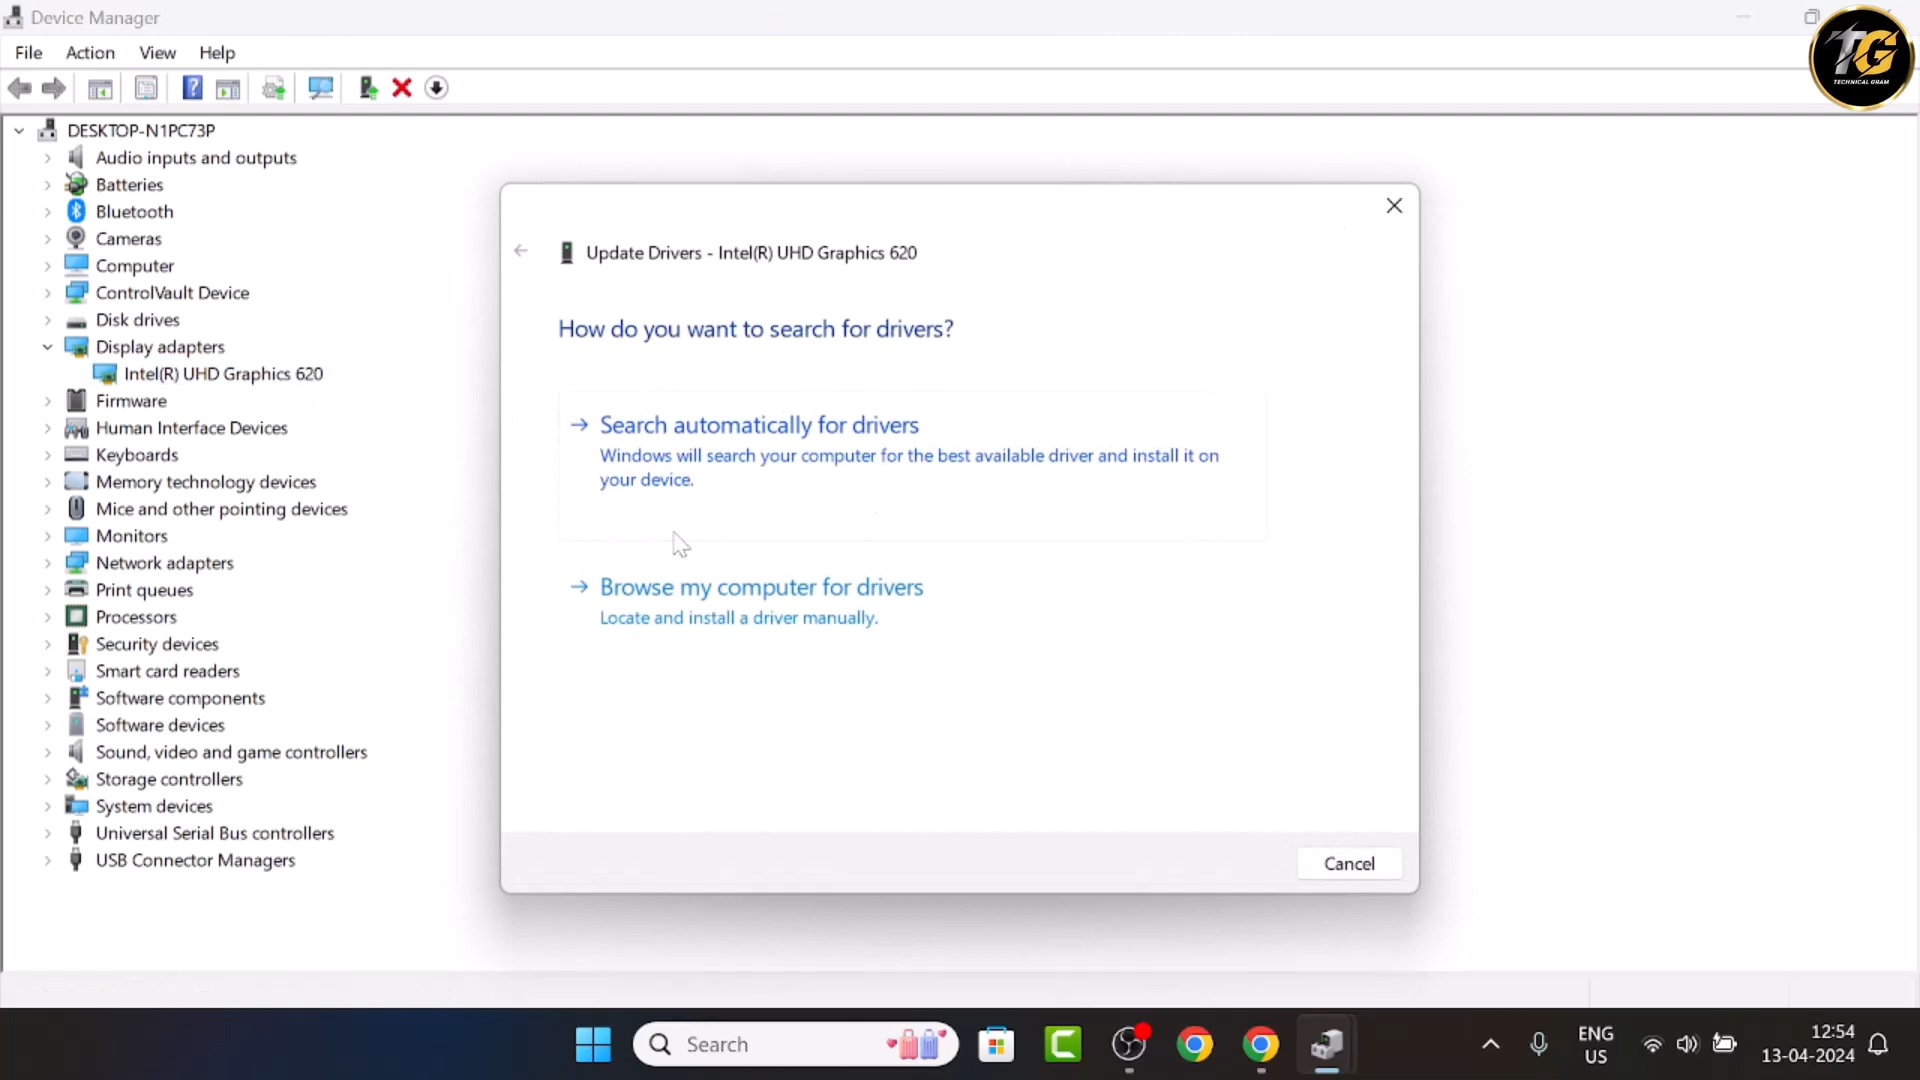 Device Manager
File Action View Help
TG
TECHNICAL GRAM
DESKTOP-N1PC73P
Audio inputs and outputs
Batteries
Bluetooth
Cameras
Computer
ControlVault Device
Disk drives
Display adapters
Intel(R) UHD Graphics 620
Firmware
Human Interface Devices
Keyboards
Memory technology devices
Mice and other pointing devices
Monitors
Network adapters
Print queues
Processors
Security devices
Smart card readers
Software components
Software devices
Sound, video and game controllers
Storage controllers
System devices
Universal Serial Bus controllers
USB Connector Managers
Update Drivers - Intel(R) UHD Graphics 620
How do you want to search for drivers?
Search automatically for drivers
Windows will search your computer for the best available driver and install it on
your device.
Browse my computer for drivers
Locate and install a driver manually.
Cancel
Search
ENG
US
12:54
13-04-2024